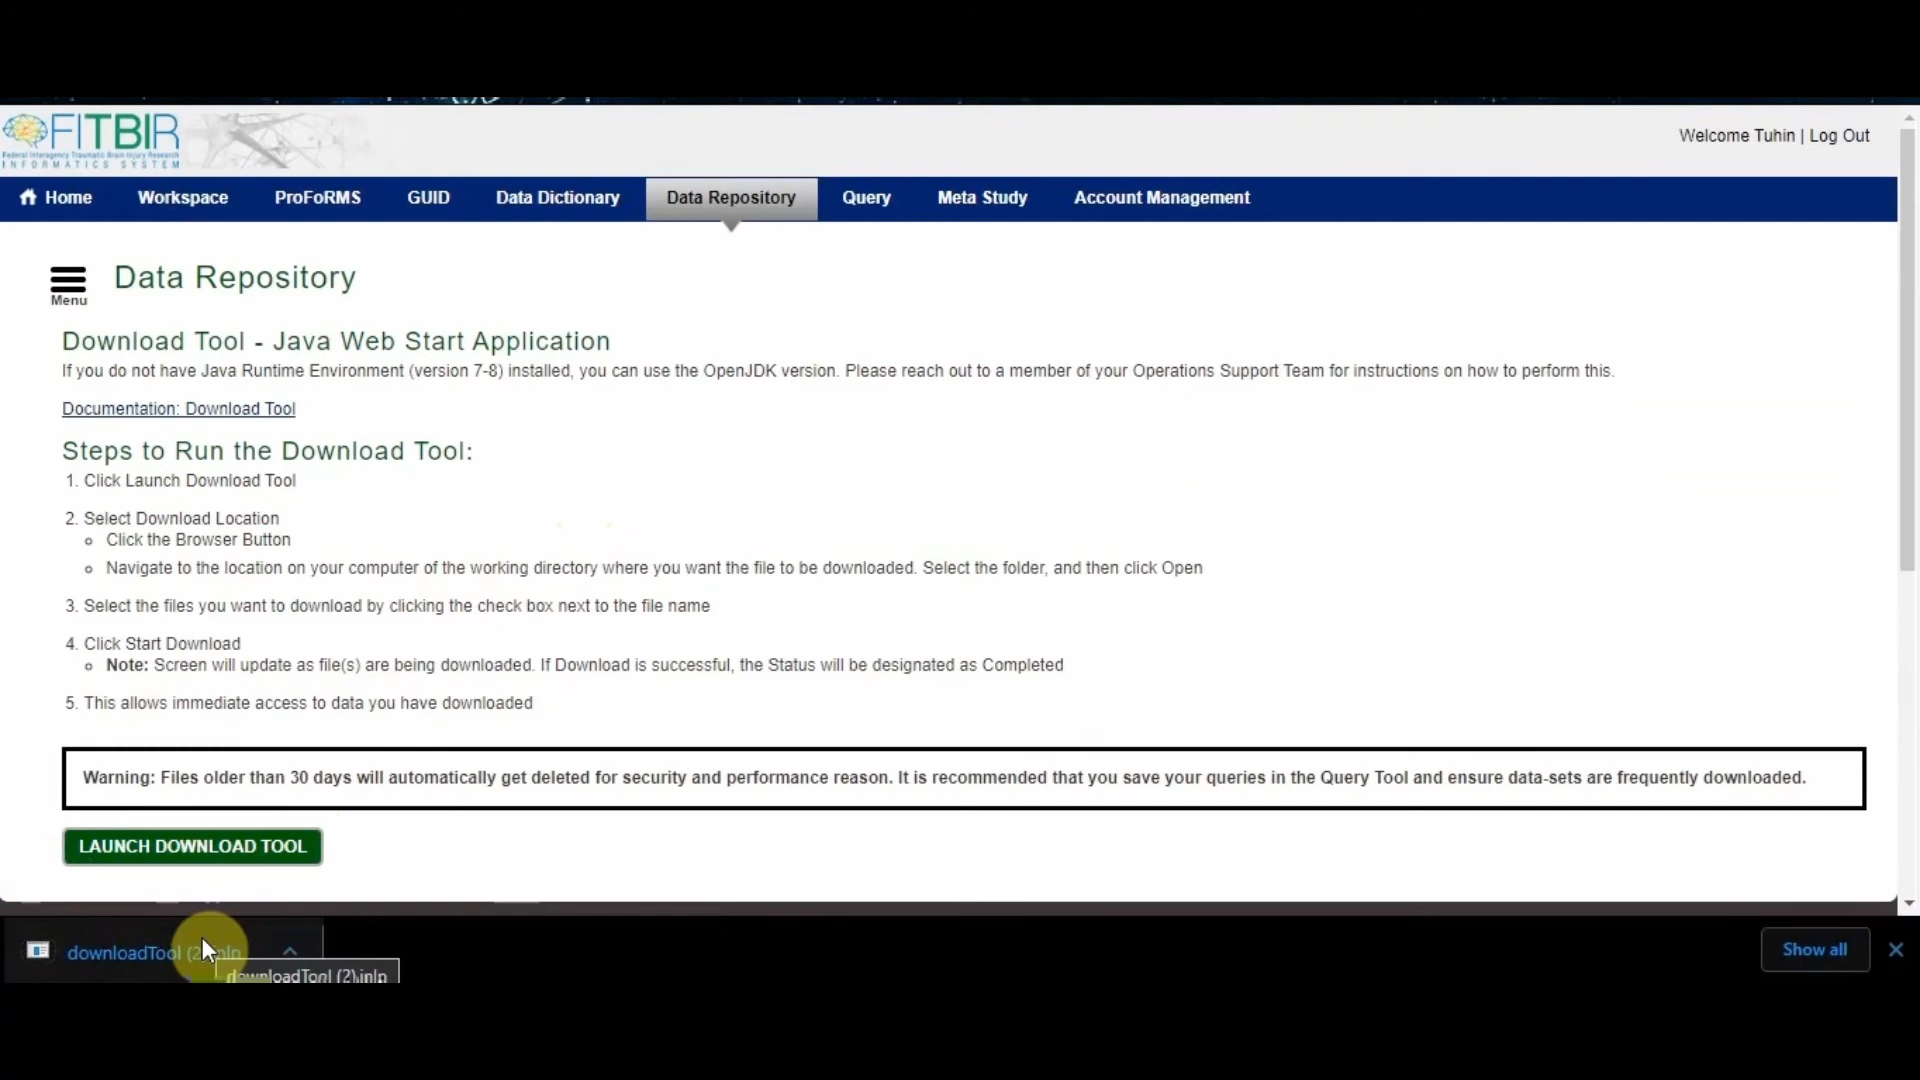 FITBIR
Federal Interagency Traumatic Brain Injury Research
INFORMATICS SYSTEM
Welcome Tuhin | Log Out
Home Workspace ProFoRMS GUID Data Dictionary Data Repository Query Meta Study Account Management
Menu
Data Repository
Download Tool - Java Web Start Application
If you do not have Java Runtime Environment (version 7-8) installed, you can use the OpenJDK version. Please reach out to a member of your Operations Support Team for instructions on how to perform this.
Documentation: Download Tool
Steps to Run the Download Tool:
1. Click Launch Download Tool
2. Select Download Location
Click the Browser Button
Navigate to the location on your computer of the working directory where you want the file to be downloaded. Select the folder, and then click Open
3. Select the files you want to download by clicking the check box next to the file name
4. Click Start Download
Note: Screen will update as file(s) are being downloaded. If Download is successful, the Status will be designated as Completed
5. This allows immediate access to data you have downloaded
Warning: Files older than 30 days will automatically get deleted for security and performance reason. It is recommended that you save your queries in the Query Tool and ensure data-sets are frequently downloaded.
LAUNCH DOWNLOAD TOOL
downloadTool (2).jnlp
Show all
downloadTool (2).jnlp